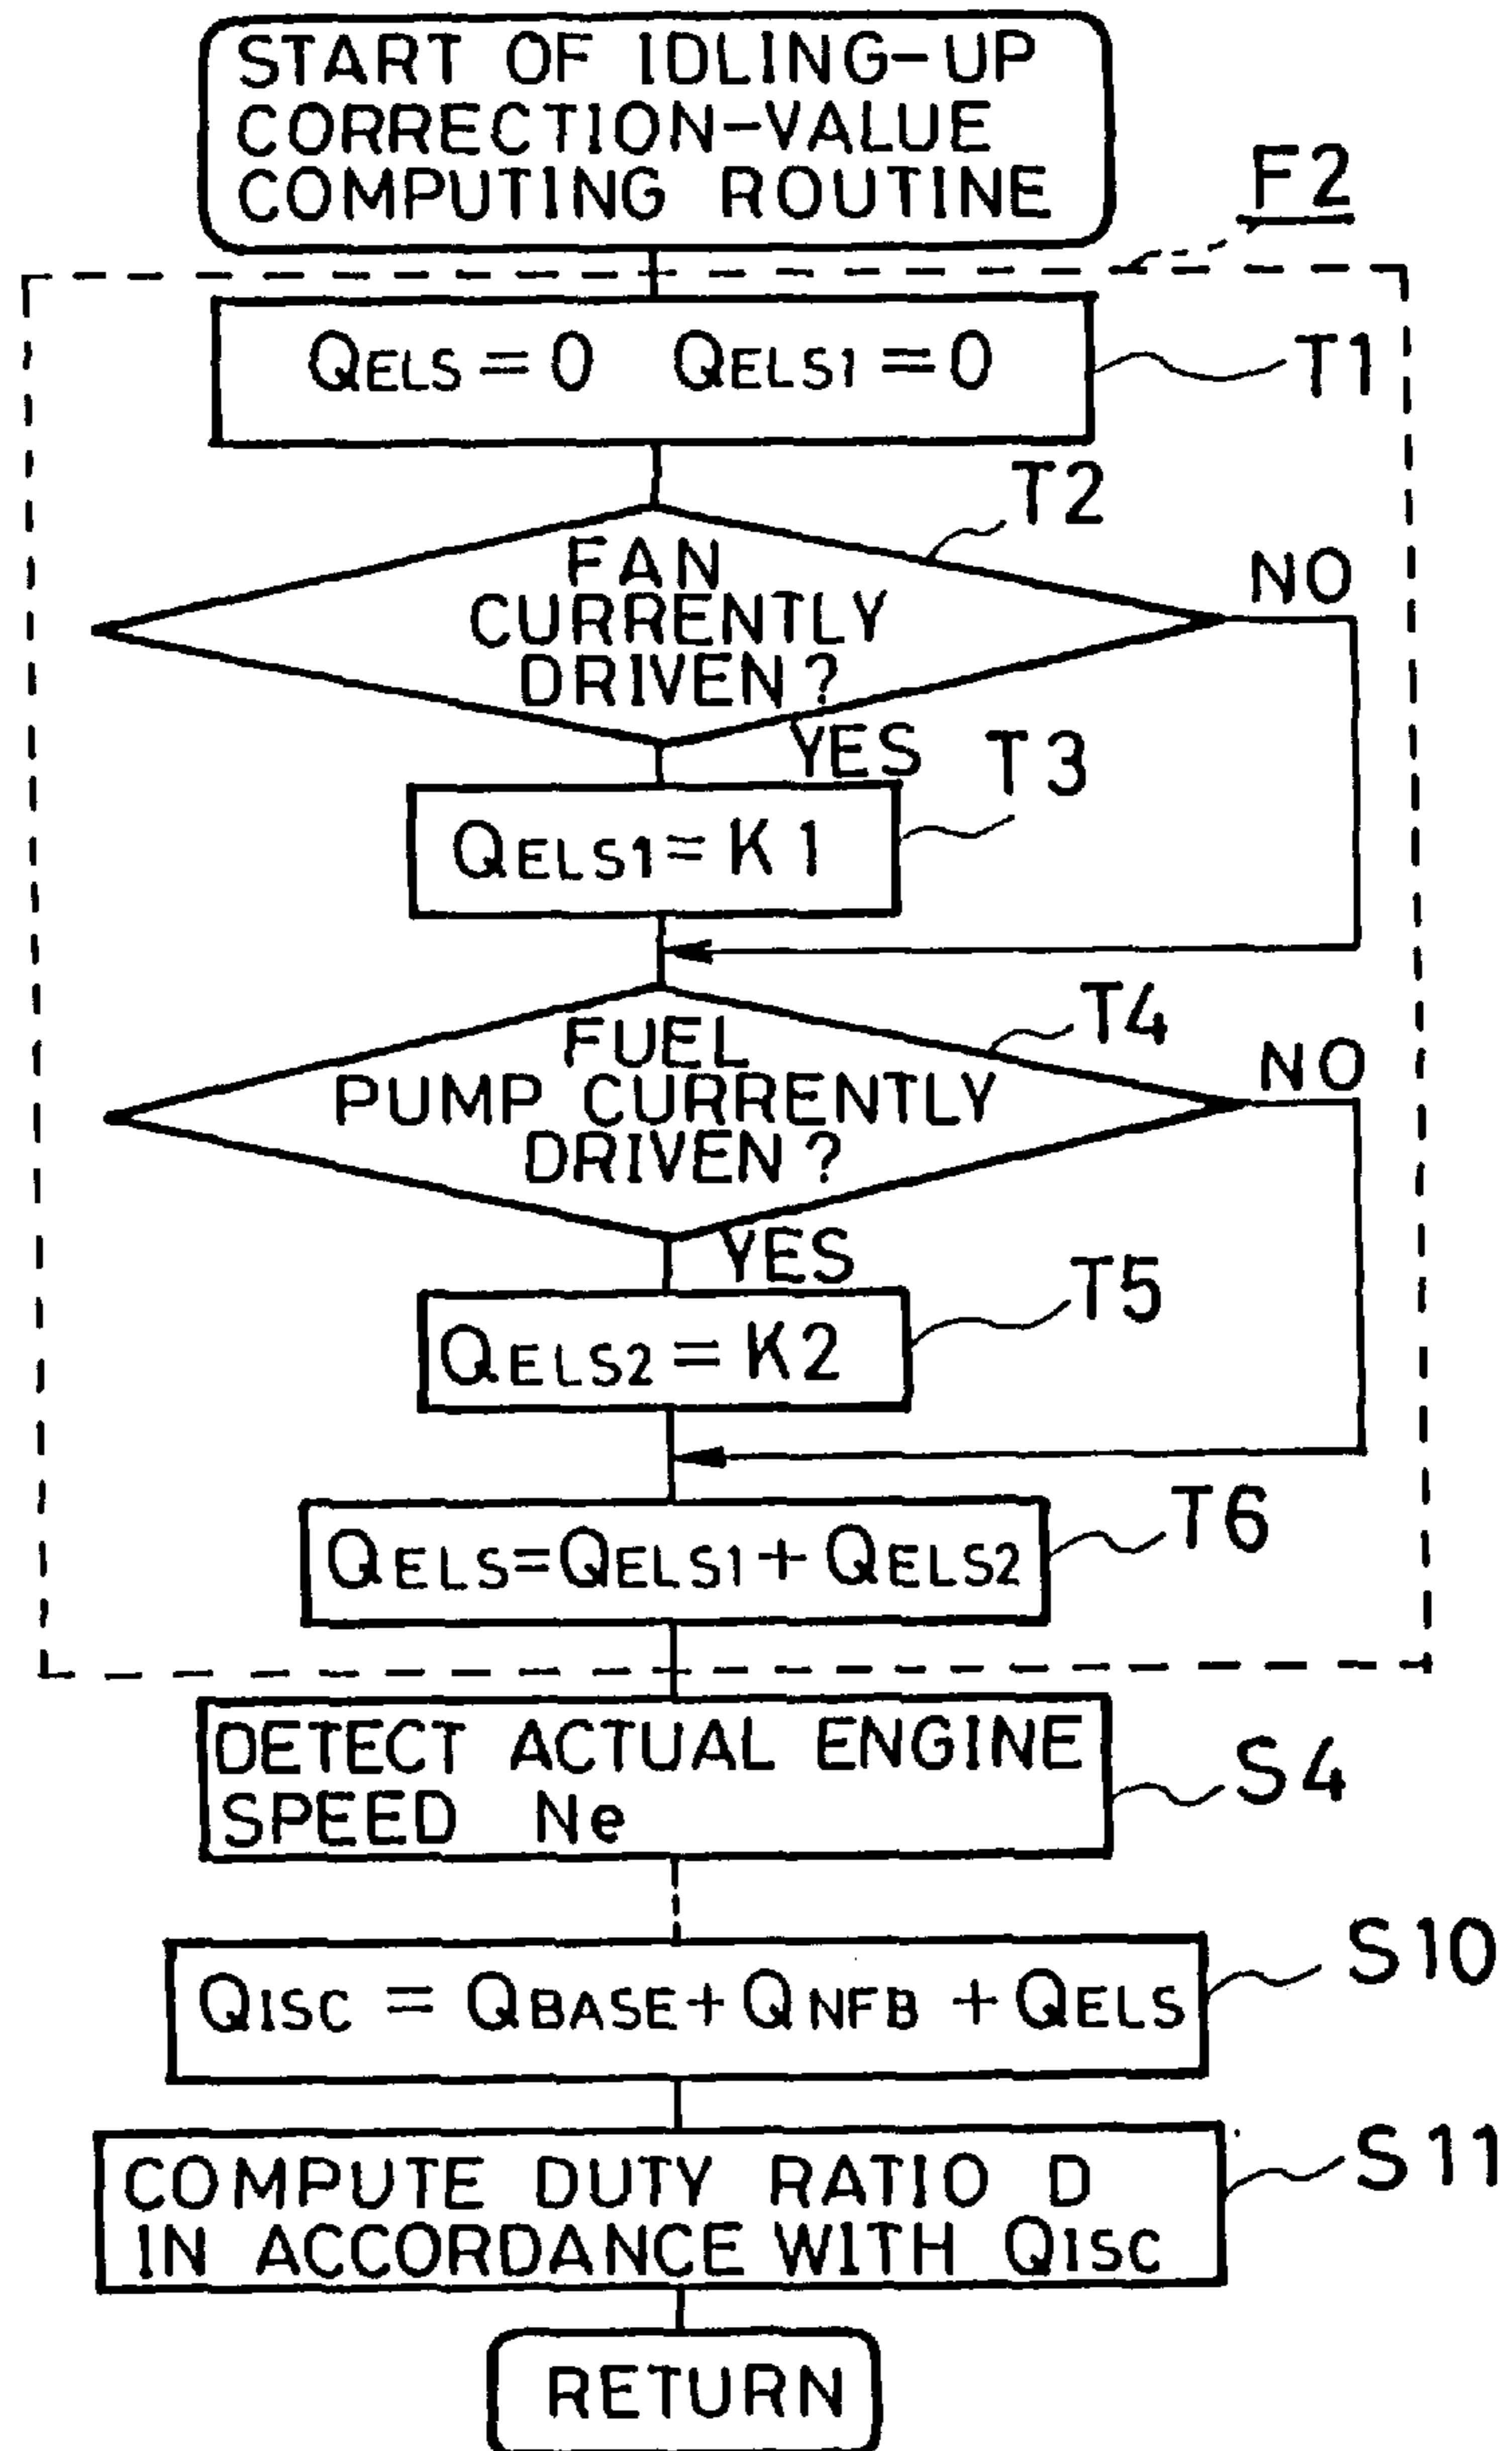 START OF IDLING-UP
CORRECTION-VALUE
COMPUTING ROUTINE
F2
QELS = 0 QELS1 = 0
T1
T2
FAN
CURRENTLY
DRIVEN?
NO
YES
T3
QELS1 = K1
T4
FUEL
PUMP CURRENTLY
DRIVEN?
NO
YES
T5
QELS2 = K2
T6
QELS = QELS1 + QELS2
DETECT ACTUAL ENGINE
SPEED Ne
S4
S10
QISC = QBASE + QNFB + QELS
S11
COMPUTE DUTY RATIO D
IN ACCORDANCE WITH QISC
RETURN